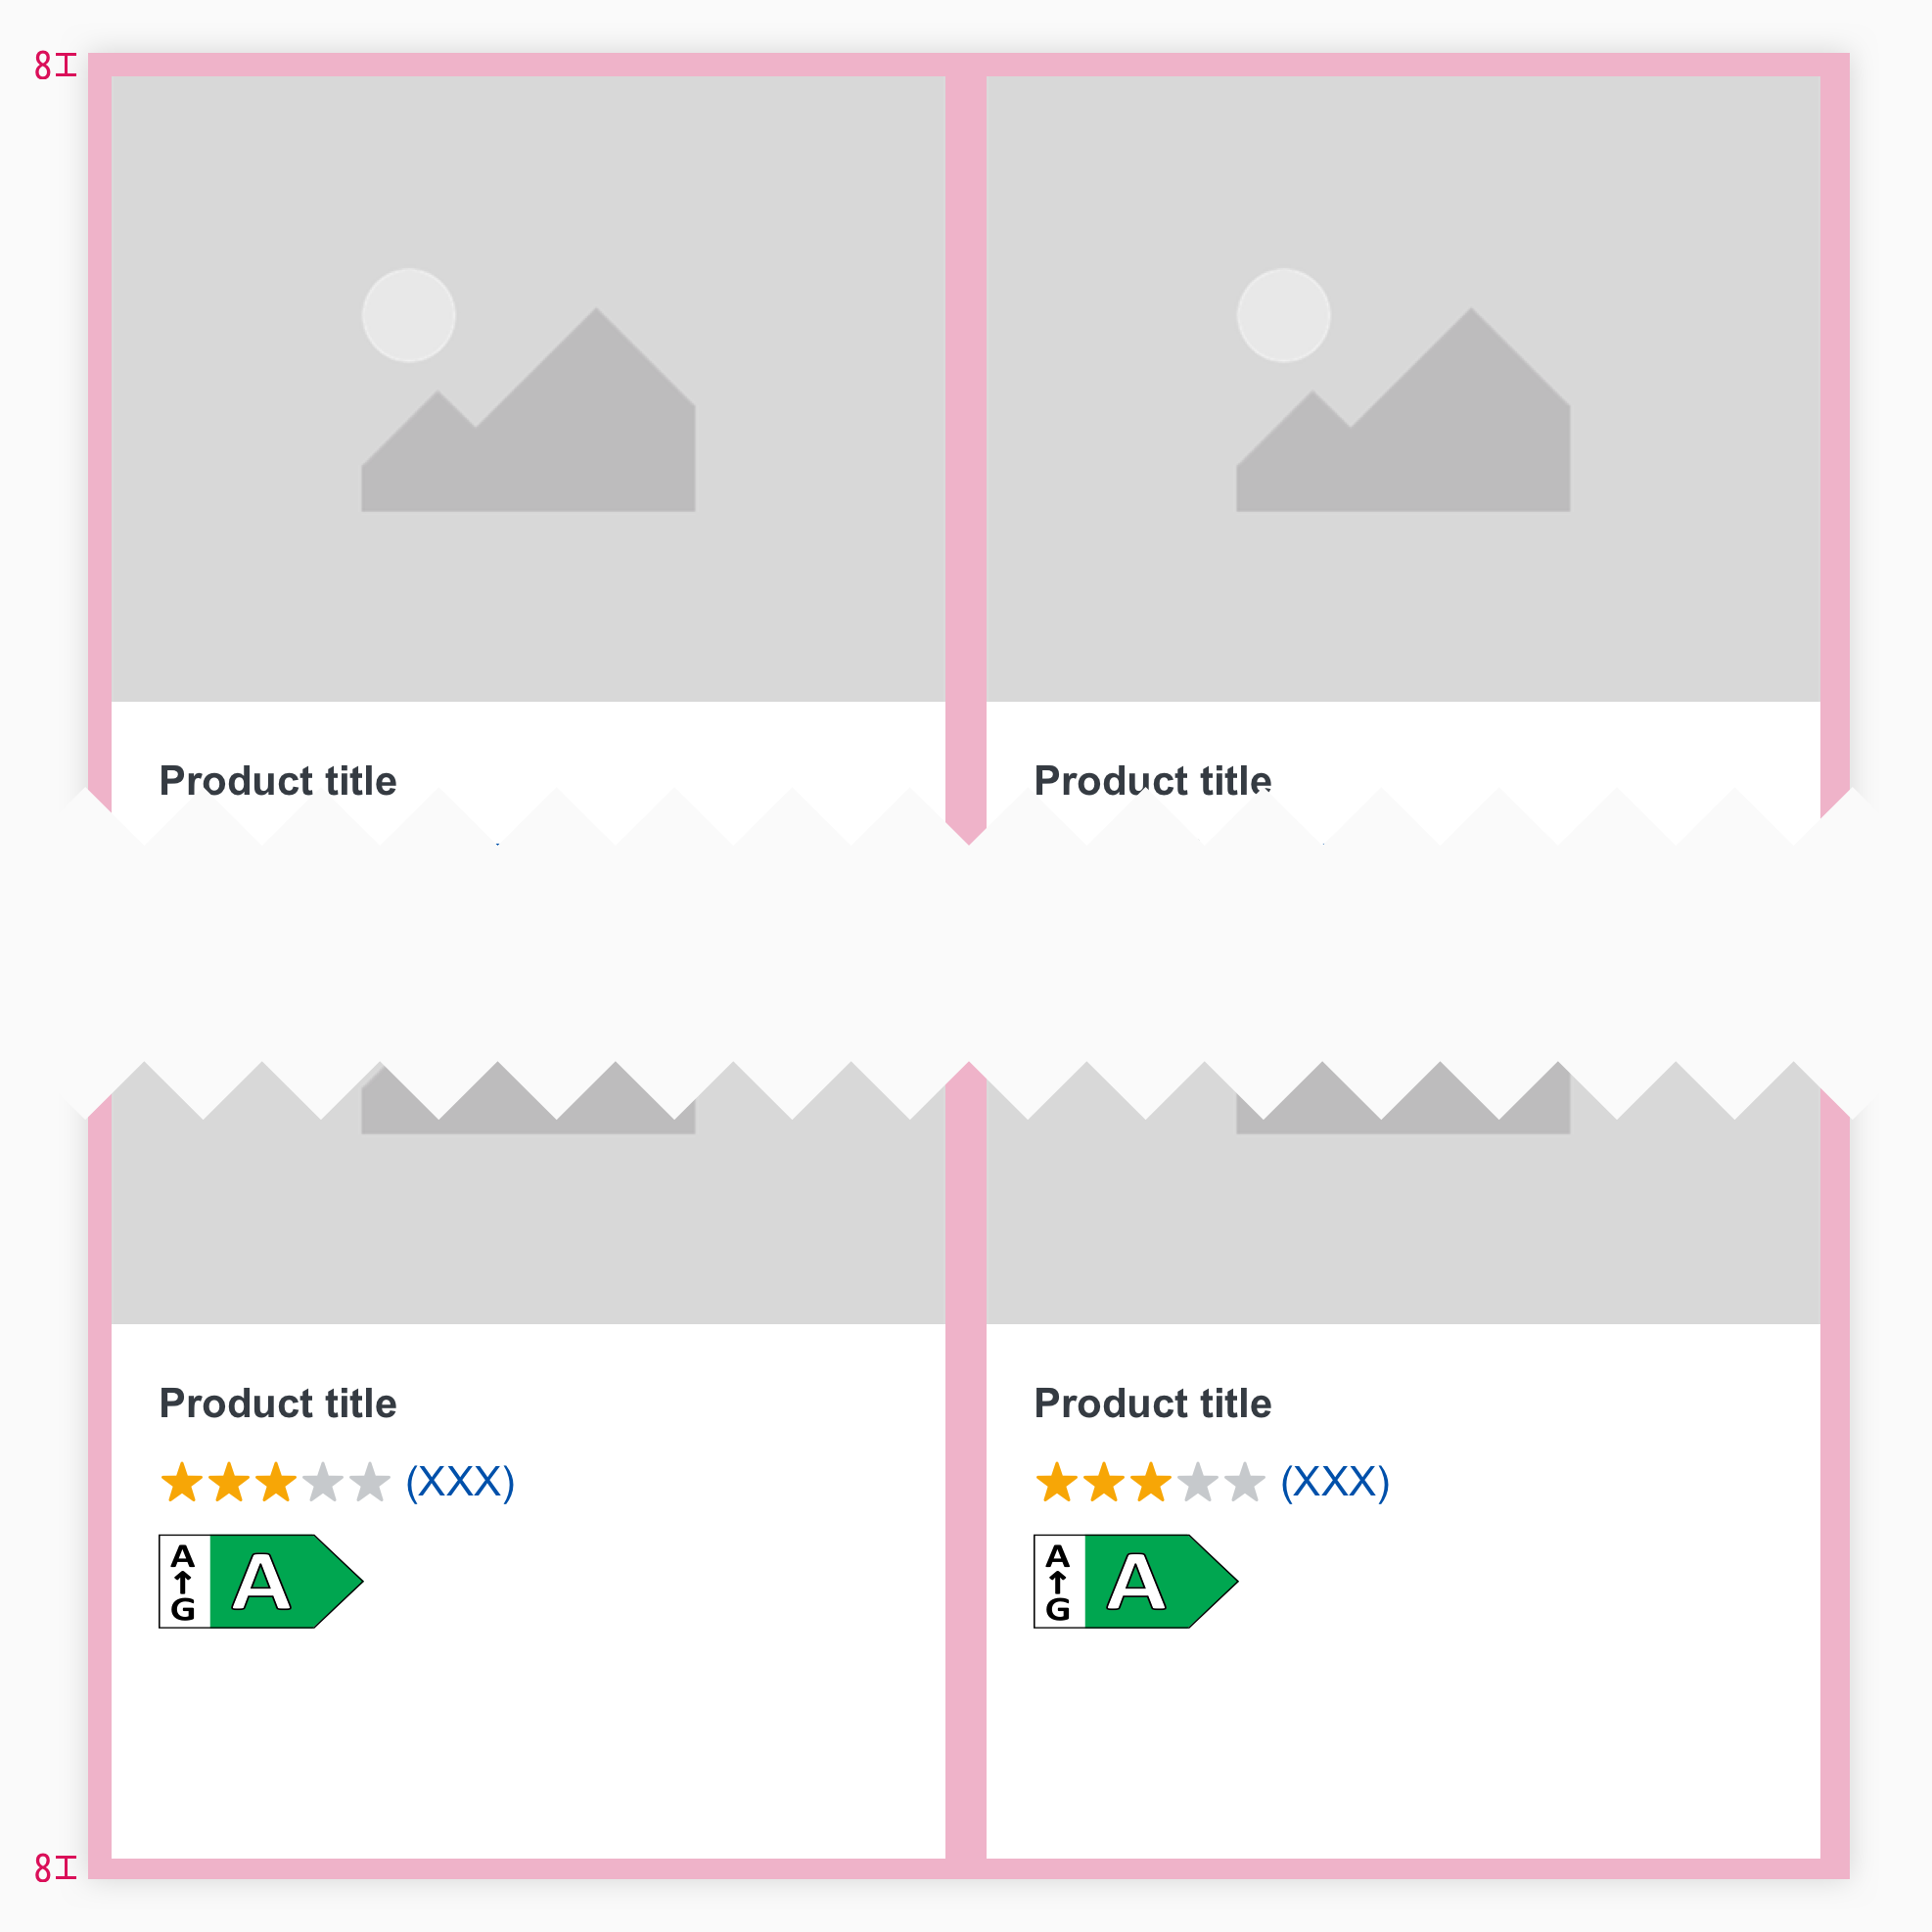 8
Product title Product title
Product title Product title
(XXX) (XXX)
A A A A
G G
8